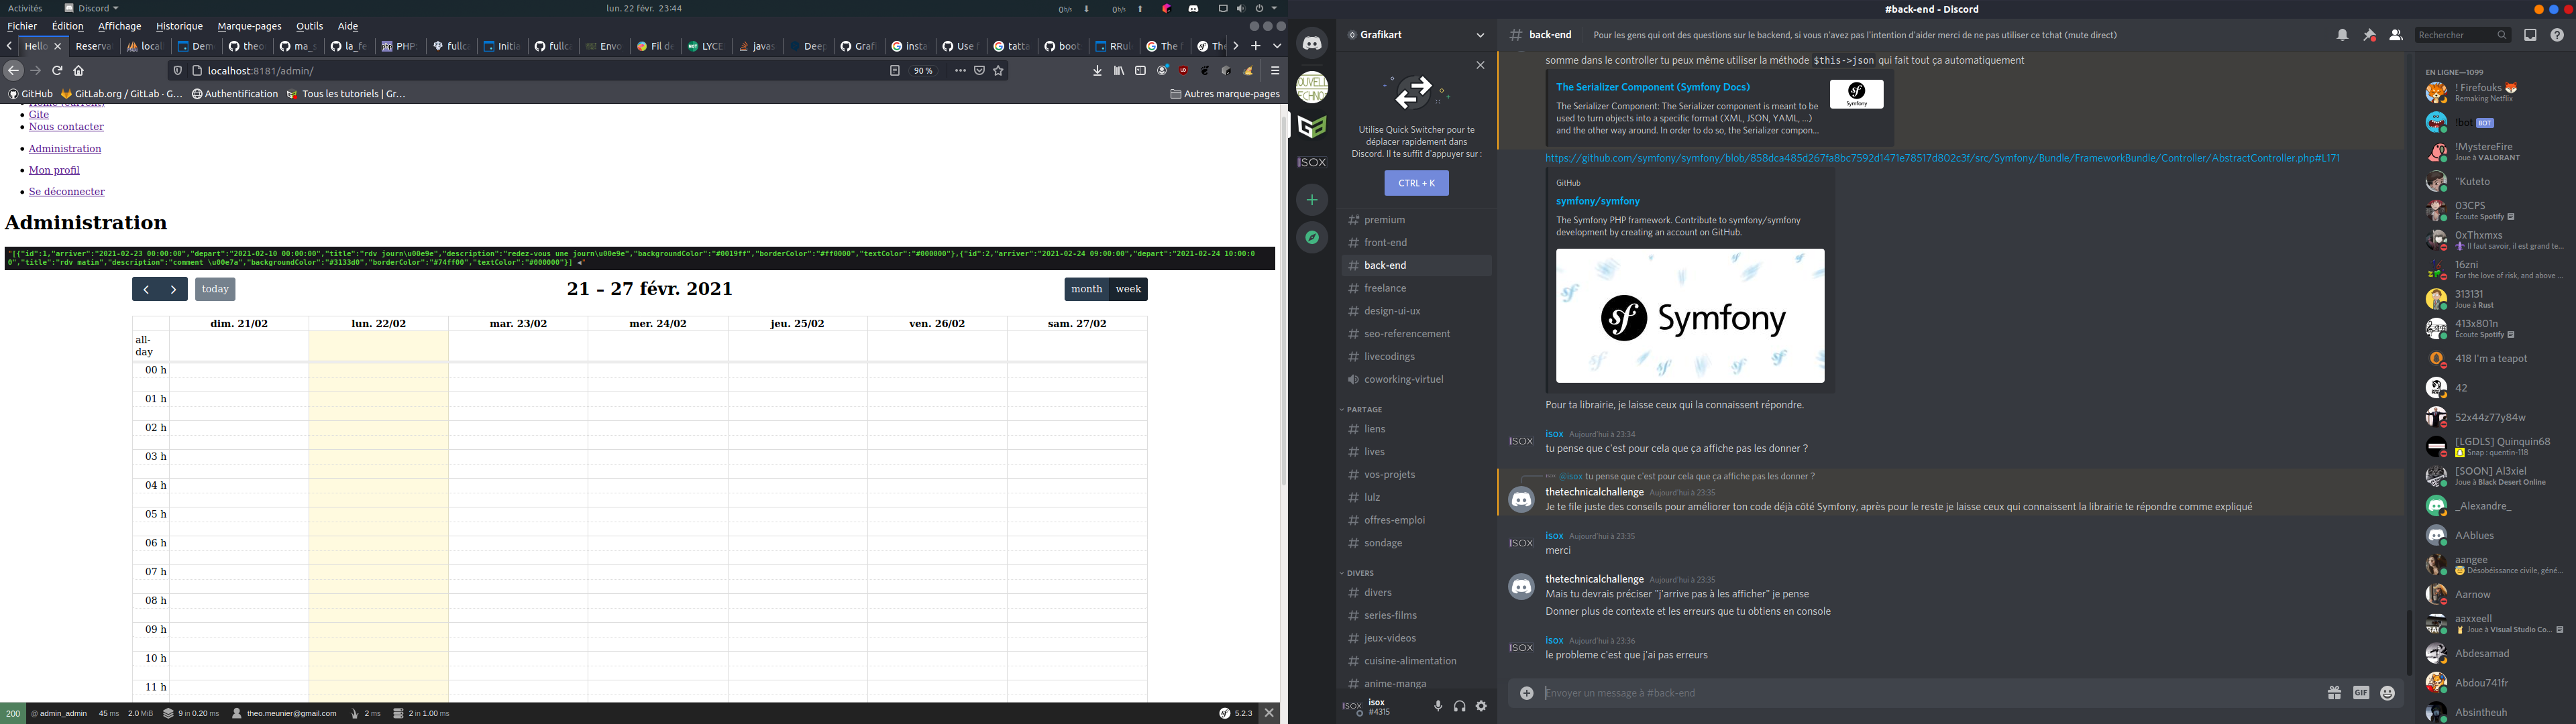 Activités
Discord
lun. 22 févr. 23:44
Fichier Édition Affichage Historique Marque-pages Outils Aide
Hello
localhost:8181/admin/
90 %
GitHub GitLab.org / GitLab · G… Authentification Tous les tutoriels | Gr… Autres marque-pages
Home (current)
Gite
Nous contacter
Administration
Mon profil
Se déconnecter
Administration
"[{"id":1,"arriver":"2021-02-23 00:00:00","depart":"2021-02-10 00:00:00","title":"rdv journ\u00e9e","description":"redez-vous une journ\u00e9e","backgroundColor":"#0019ff","borderColor":"#ff0000","textColor":"#000000"},{"id":2,"arriver":"2021-02-24 09:00:00","depart":"2021-02-24 10:00:0
0","title":"rdv matin","description":"comment \u00e7a","backgroundColor":"#3133d0","borderColor":"#74ff00","textColor":"#000000"}] ◀"
today
21 – 27 févr. 2021
month week
dim. 21/02 lun. 22/02 mar. 23/02 mer. 24/02 jeu. 25/02 ven. 26/02 sam. 27/02
all-
day
00 h
01 h
02 h
03 h
04 h
05 h
06 h
07 h
08 h
09 h
10 h
11 h
200 @ admin_admin 45 ms 2.0 MiB 9 in 0.20 ms theo.meunier@gmail.com 2 ms 2 in 1.00 ms 5.2.3
#back-end - Discord
Grafikart
Utilise Quick Switcher pour te
déplacer rapidement dans
Discord. Il te suffit d'appuyer sur :
CTRL + K
premium
front-end
back-end
freelance
design-ui-ux
seo-referencement
livecodings
coworking-virtuel
PARTAGE
liens
lives
vos-projets
lulz
offres-emploi
sondage
DIVERS
divers
series-films
jeux-videos
cuisine-alimentation
anime-manga
isox
#4315
# back-end Pour les gens qui ont des questions sur le backend, si vous n'avez pas l'intention d'aider merci de ne pas utiliser ce tchat (mute direct)
Rechercher
somme dans le controller tu peux même utiliser la méthode $this->json qui fait tout ça automatiquement
The Serializer Component (Symfony Docs)
The Serializer Component: The Serializer component is meant to be
used to turn objects into a specific format (XML, JSON, YAML, ...)
and the other way around. In order to do so, the Serializer compon...
Symfony
https://github.com/symfony/symfony/blob/858dca485d267fa8bc7592d1471e78517d802c3f/src/Symfony/Bundle/FrameworkBundle/Controller/AbstractController.php#L171
GitHub
symfony/symfony
The Symfony PHP framework. Contribute to symfony/symfony
development by creating an account on GitHub.
Symfony
Pour ta librairie, je laisse ceux qui la connaissent répondre.
isox Aujourd'hui à 23:34
tu pense que c'est pour cela que ça affiche pas les donner ?
@isox tu pense que c'est pour cela que ça affiche pas les donner ?
thetechnicalchallenge Aujourd'hui à 23:35
Je te file juste des conseils pour améliorer ton code déjà côté Symfony, après pour le reste je laisse ceux qui connaissent la librairie te répondre comme expliqué
isox Aujourd'hui à 23:35
merci
thetechnicalchallenge Aujourd'hui à 23:35
Mais tu devrais préciser "j'arrive pas à les afficher" je pense
Donner plus de contexte et les erreurs que tu obtiens en console
isox Aujourd'hui à 23:36
le probleme c'est que j'ai pas erreurs
Envoyer un message à #back-end
GIF
EN LIGNE—1099
! Firefouks
Remaking Netflix
!bot BOT
!MystereFire
Joue à VALORANT
"Kuteto
03CPS
Écoute Spotify
0xThxmxs
Il faut savoir, il est grand te...
16zni
For the love of risk, and above ...
313131
Joue à Rust
413x801n
Écoute Spotify
418 I'm a teapot
42
52x44z77y84w
[LGDLS] Quinquin68
Snap : quentin-118
[SOON] Al3xiel
Joue à Black Desert Online
_Alexandre_
AAblues
aangee
Désobéissance civile, géné...
Aarnow
aaxxeell
Joue à Visual Studio Co...
Abdesamad
Abdou741fr
Absintheuh